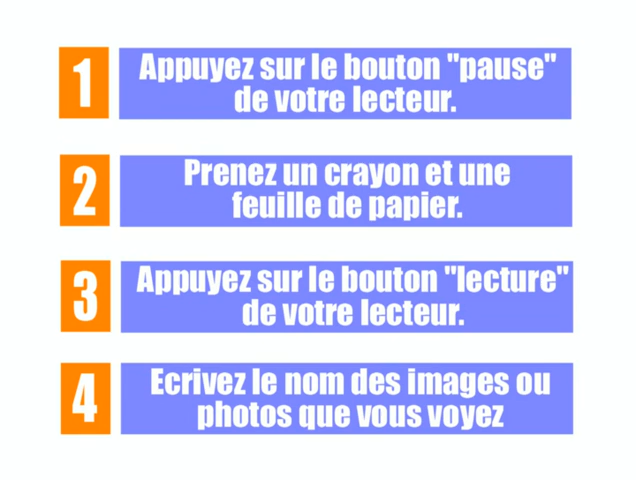 1
Appuyez sur le bouton "pause"
de votre lecteur.
2
Prenez un crayon et une
feuille de papier.
3
Appuyez sur le bouton "lecture"
de votre lecteur.
4
Ecrivez le nom des images ou
photos que vous voyez